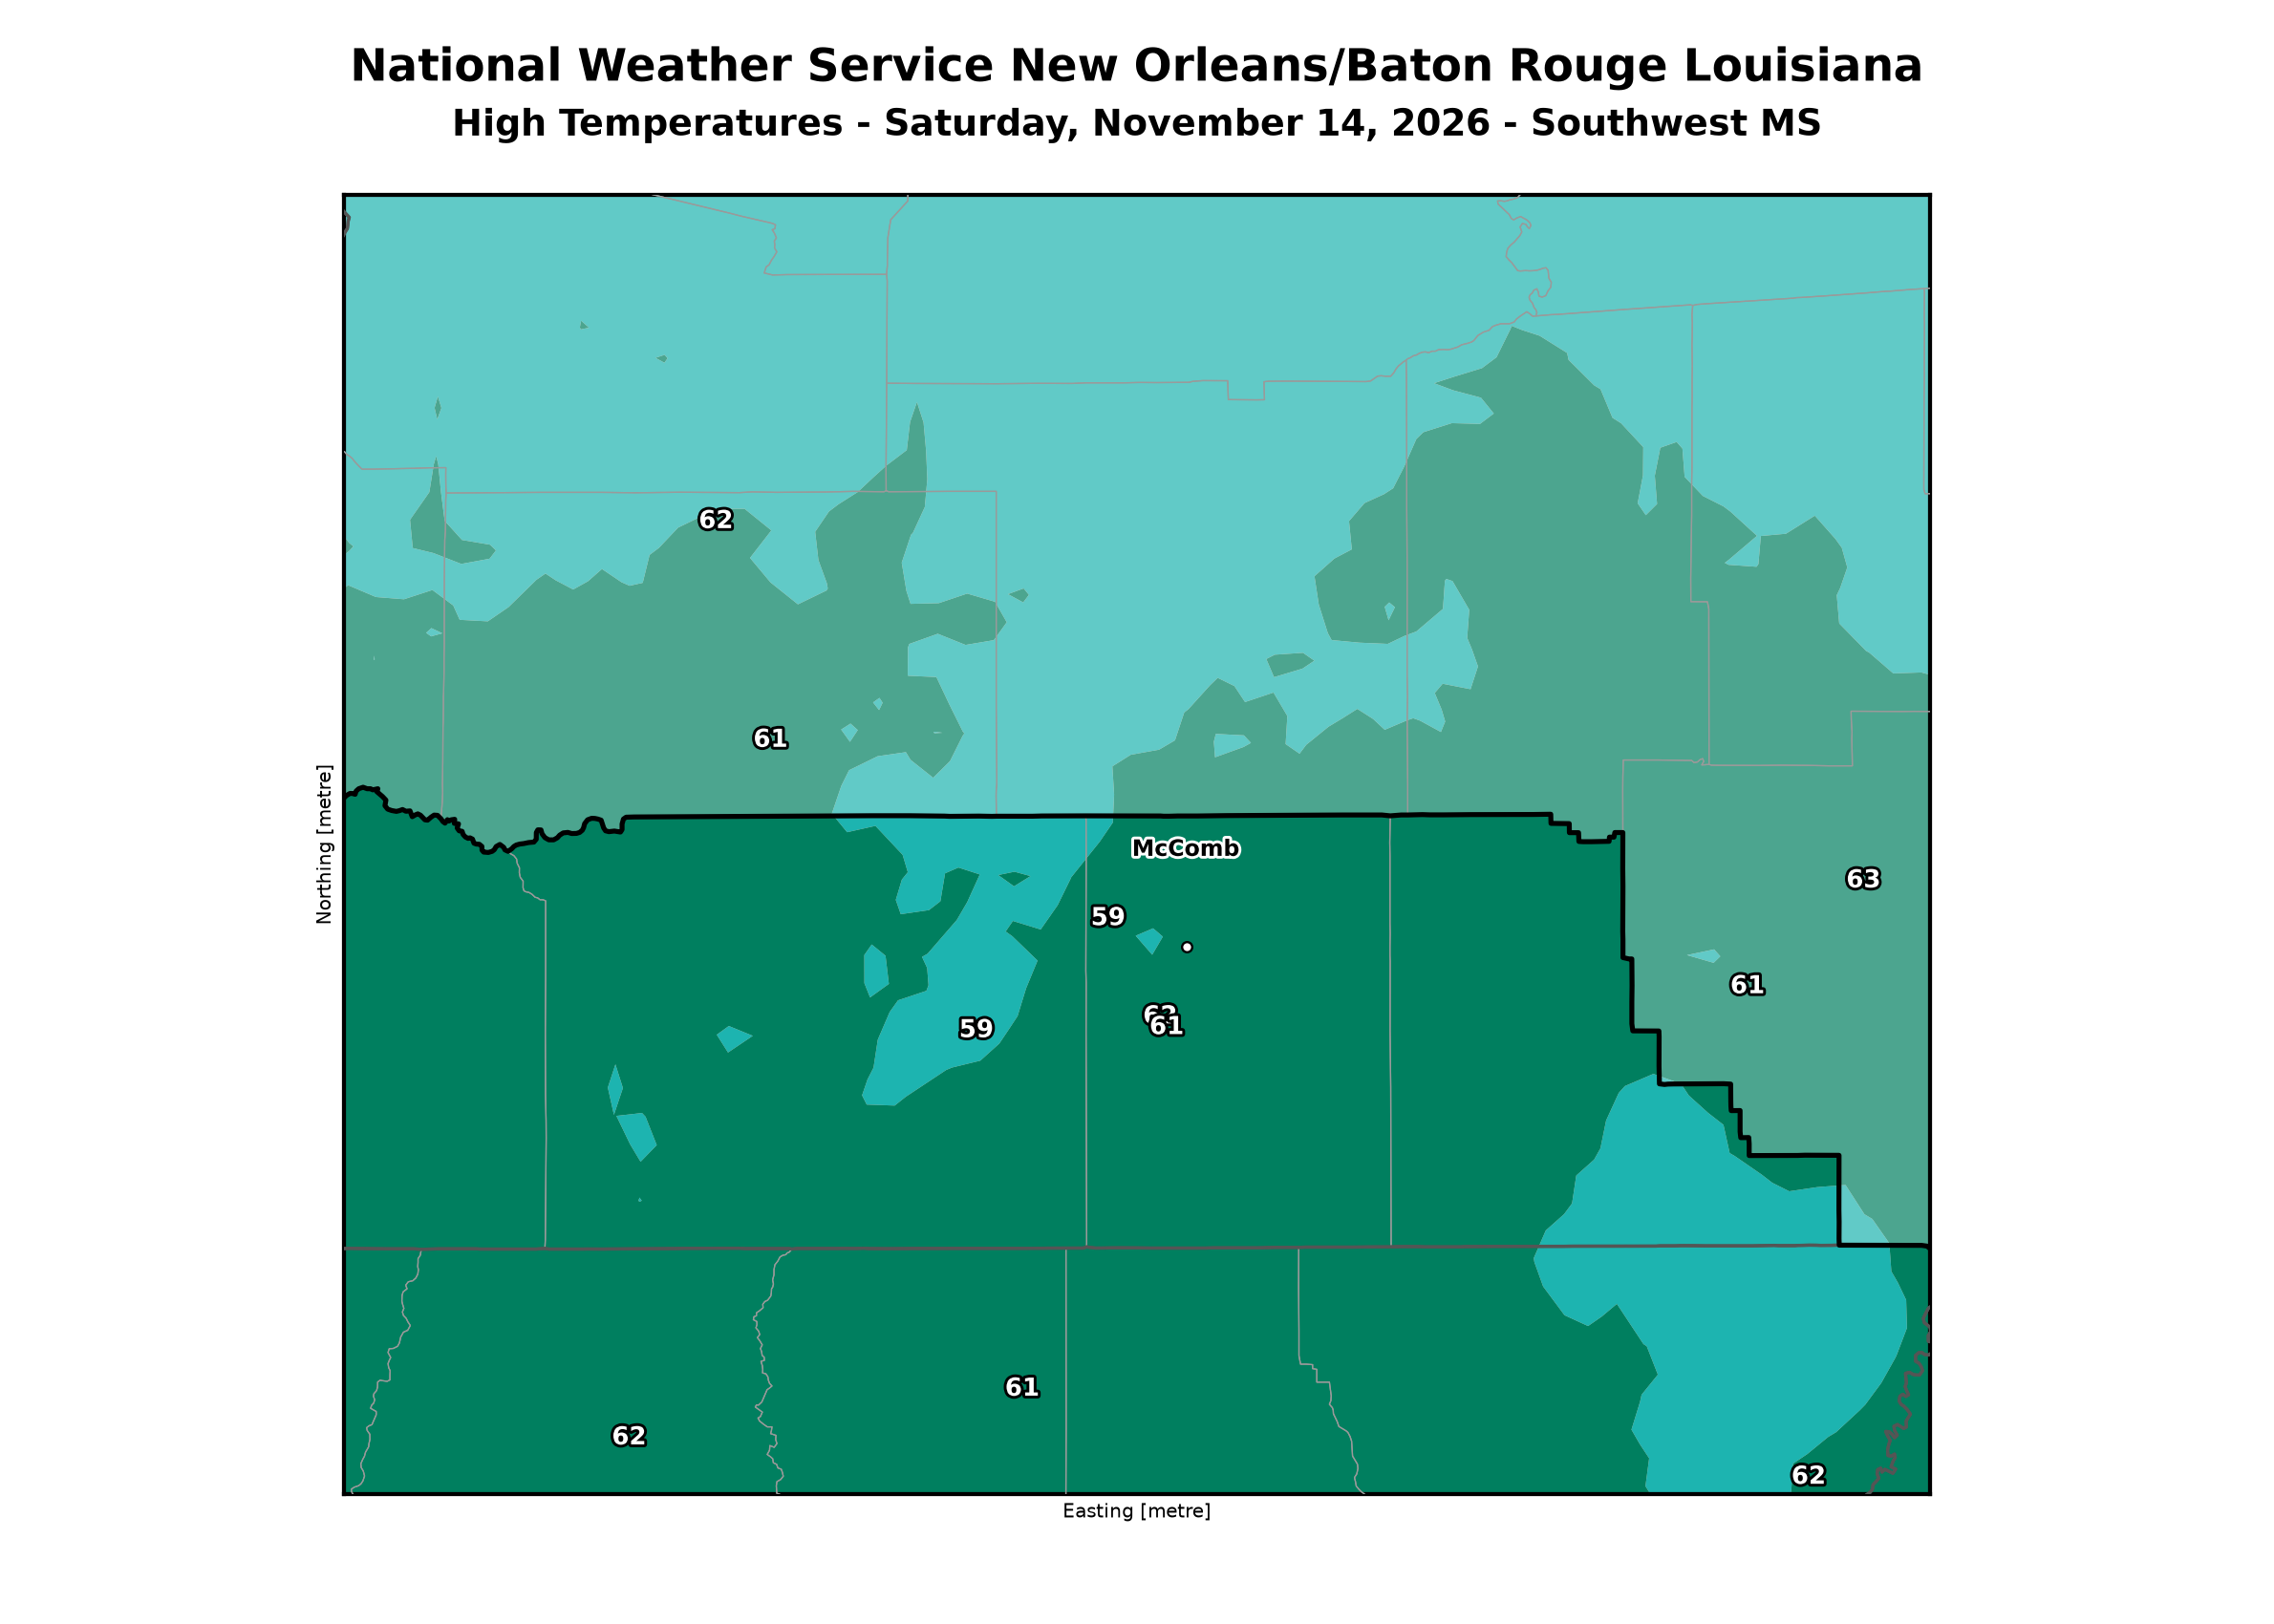 National Weather Service New Orleans/Baton Rouge Louisiana
High Temperatures - Saturday, November 14, 2026 - Southwest MS
62
61
Northing [metre]
McComb
63
59
61
59
61
61
62
62
Easting [metre]